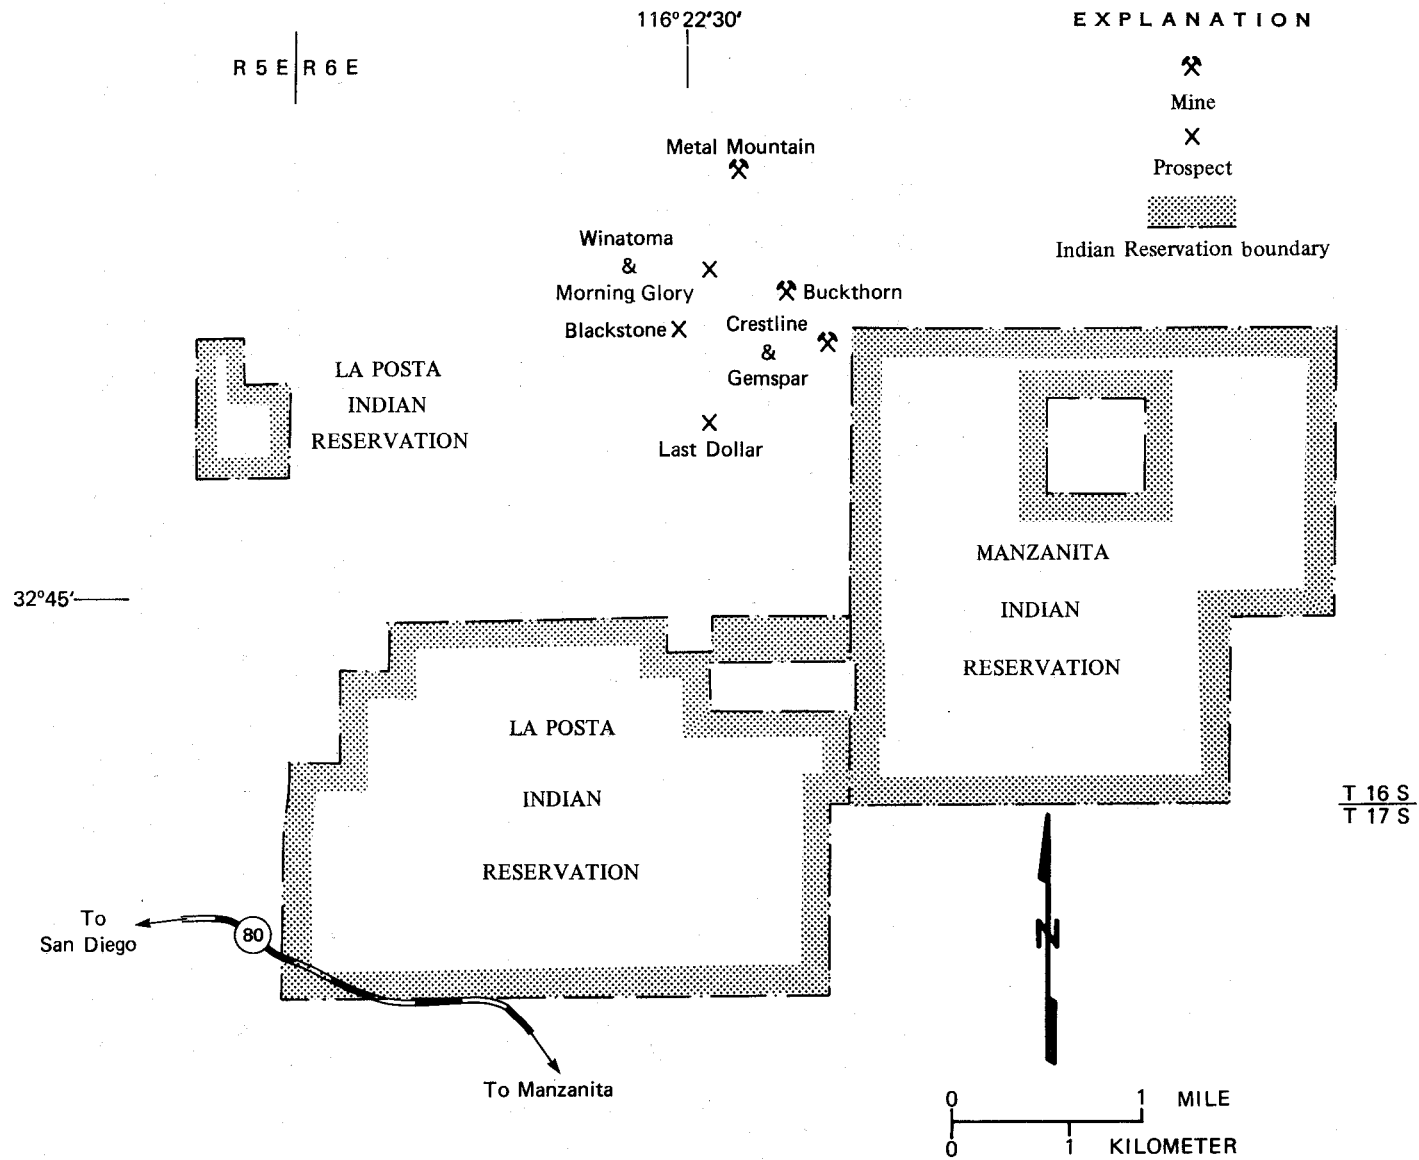 116°22'30'
EXPLANATION
R 5 E R 6 E
Mine
Prospect
Indian Reservation boundary
Metal Mountain
Winatoma
&
Morning Glory
Buckthorn
Blackstone
Crestline
&
Gemspar
Last Dollar
LA POSTA
INDIAN
RESERVATION
MANZANITA
INDIAN
RESERVATION
32°45'
LA POSTA
INDIAN
RESERVATION
T 16 S
T 17 S
To
San Diego
80
N
To Manzanita
0 1 MILE
0 1 KILOMETER